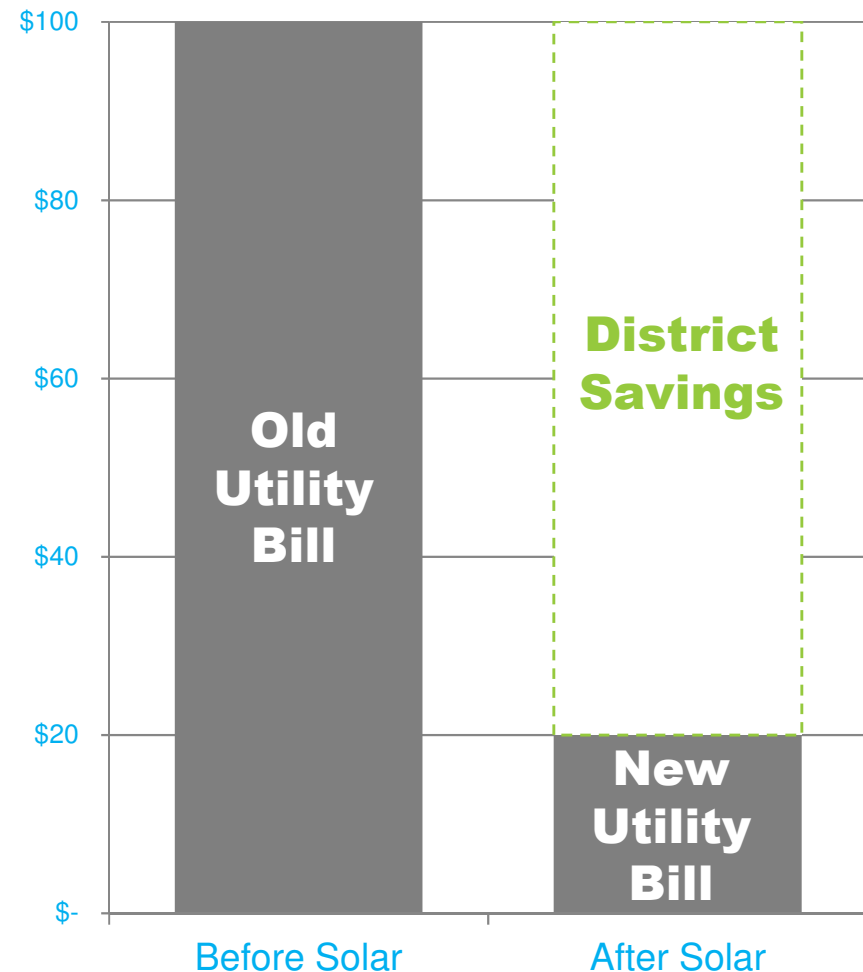 $100
$80
$60
$40
$20
$-
Old
Utility
Bill
District
Savings
New
Utility
Bill
Before Solar
After Solar